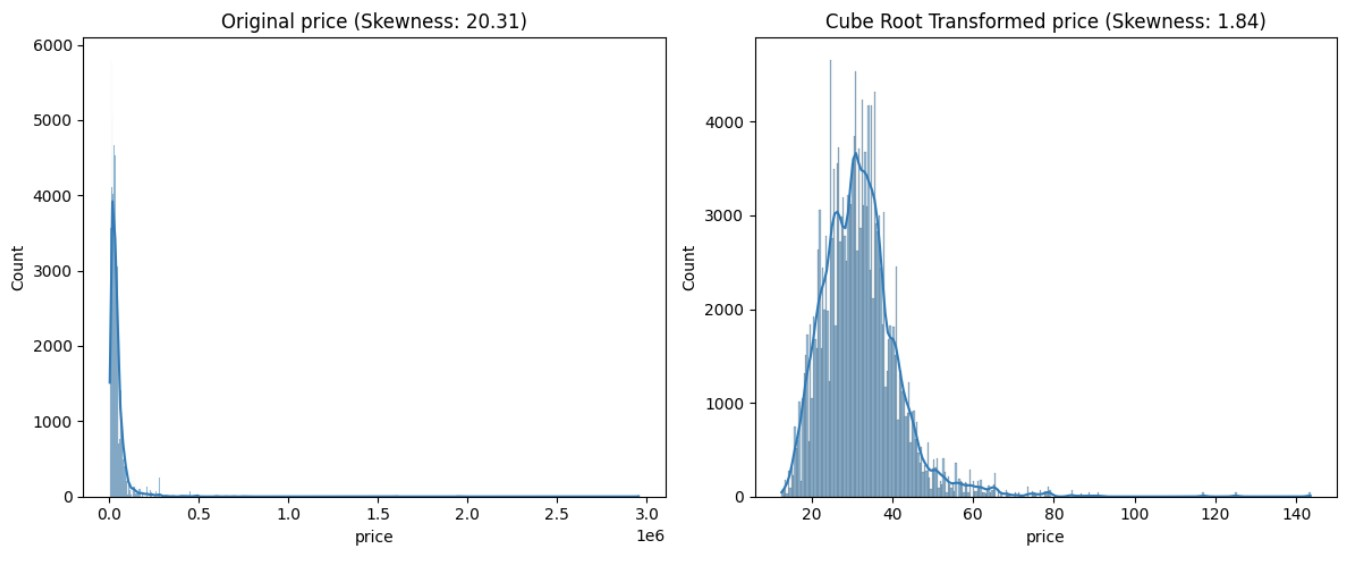 Original price (Skewness: 20.31)
6000
5000
4000
3000
2000
1000
0
Count
0.0 0.5 1.0 1.5 2.0 2.5 3.0
1e6
price
Cube Root Transformed price (Skewness: 1.84)
4000
3000
2000
1000
0
Count
20 40 60 80 100 120 140
price